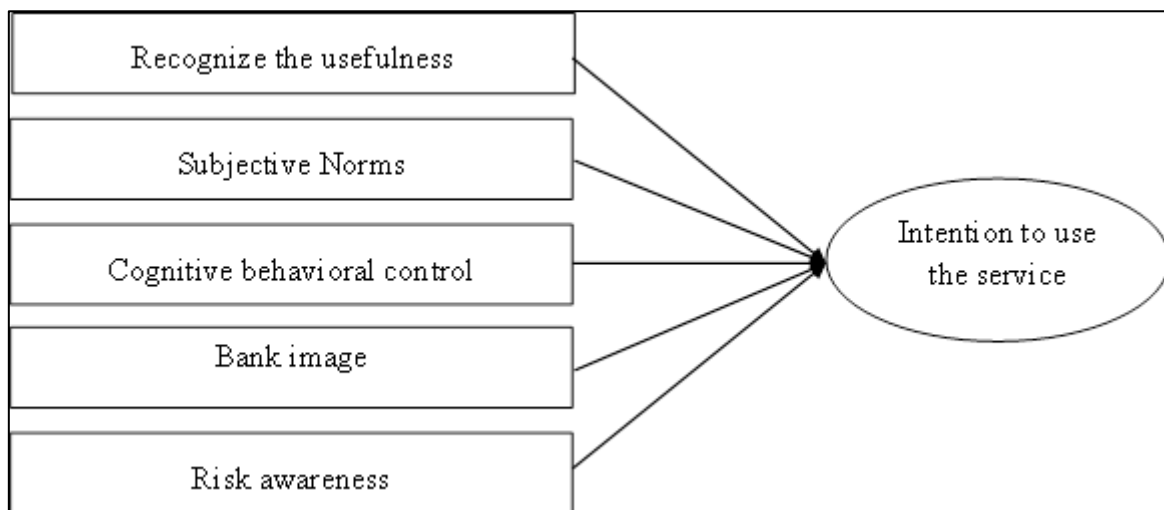 Recognize the usefulness
Subjective Norms
Cognitive behavioral control
Bank image
Risk awareness
Intention to use
the service